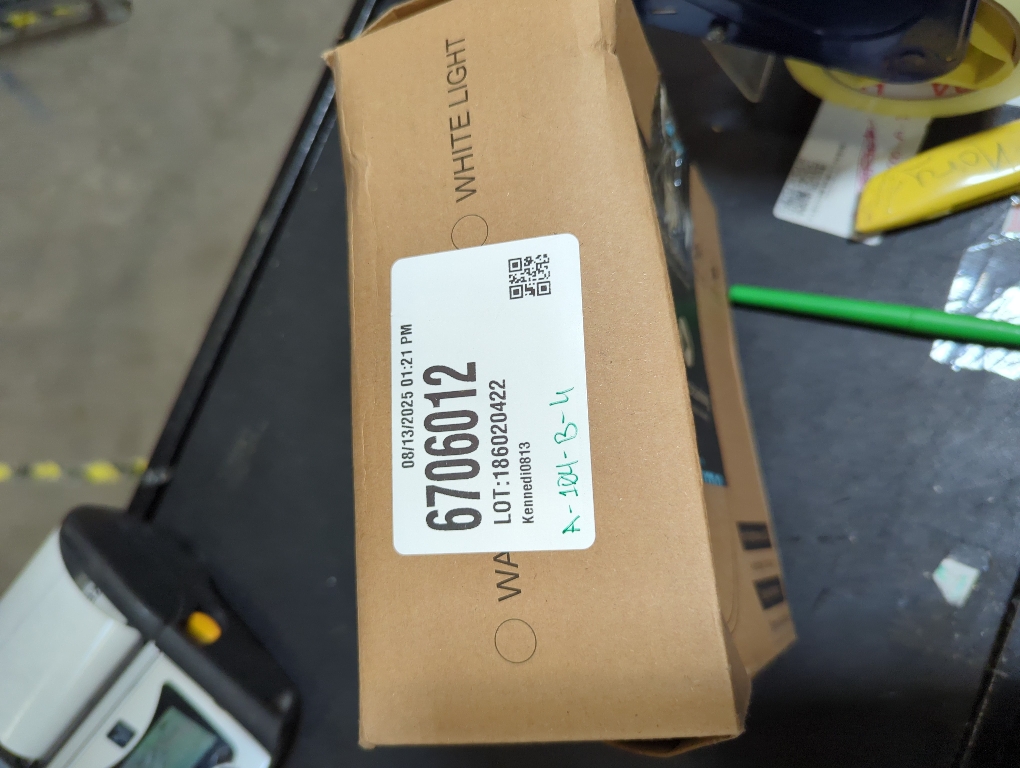 WHITE LIGHT
08/13/2025 01:21 PM
6706012
LOT:186020422
Kennedi0813
A-104-B-4
WA